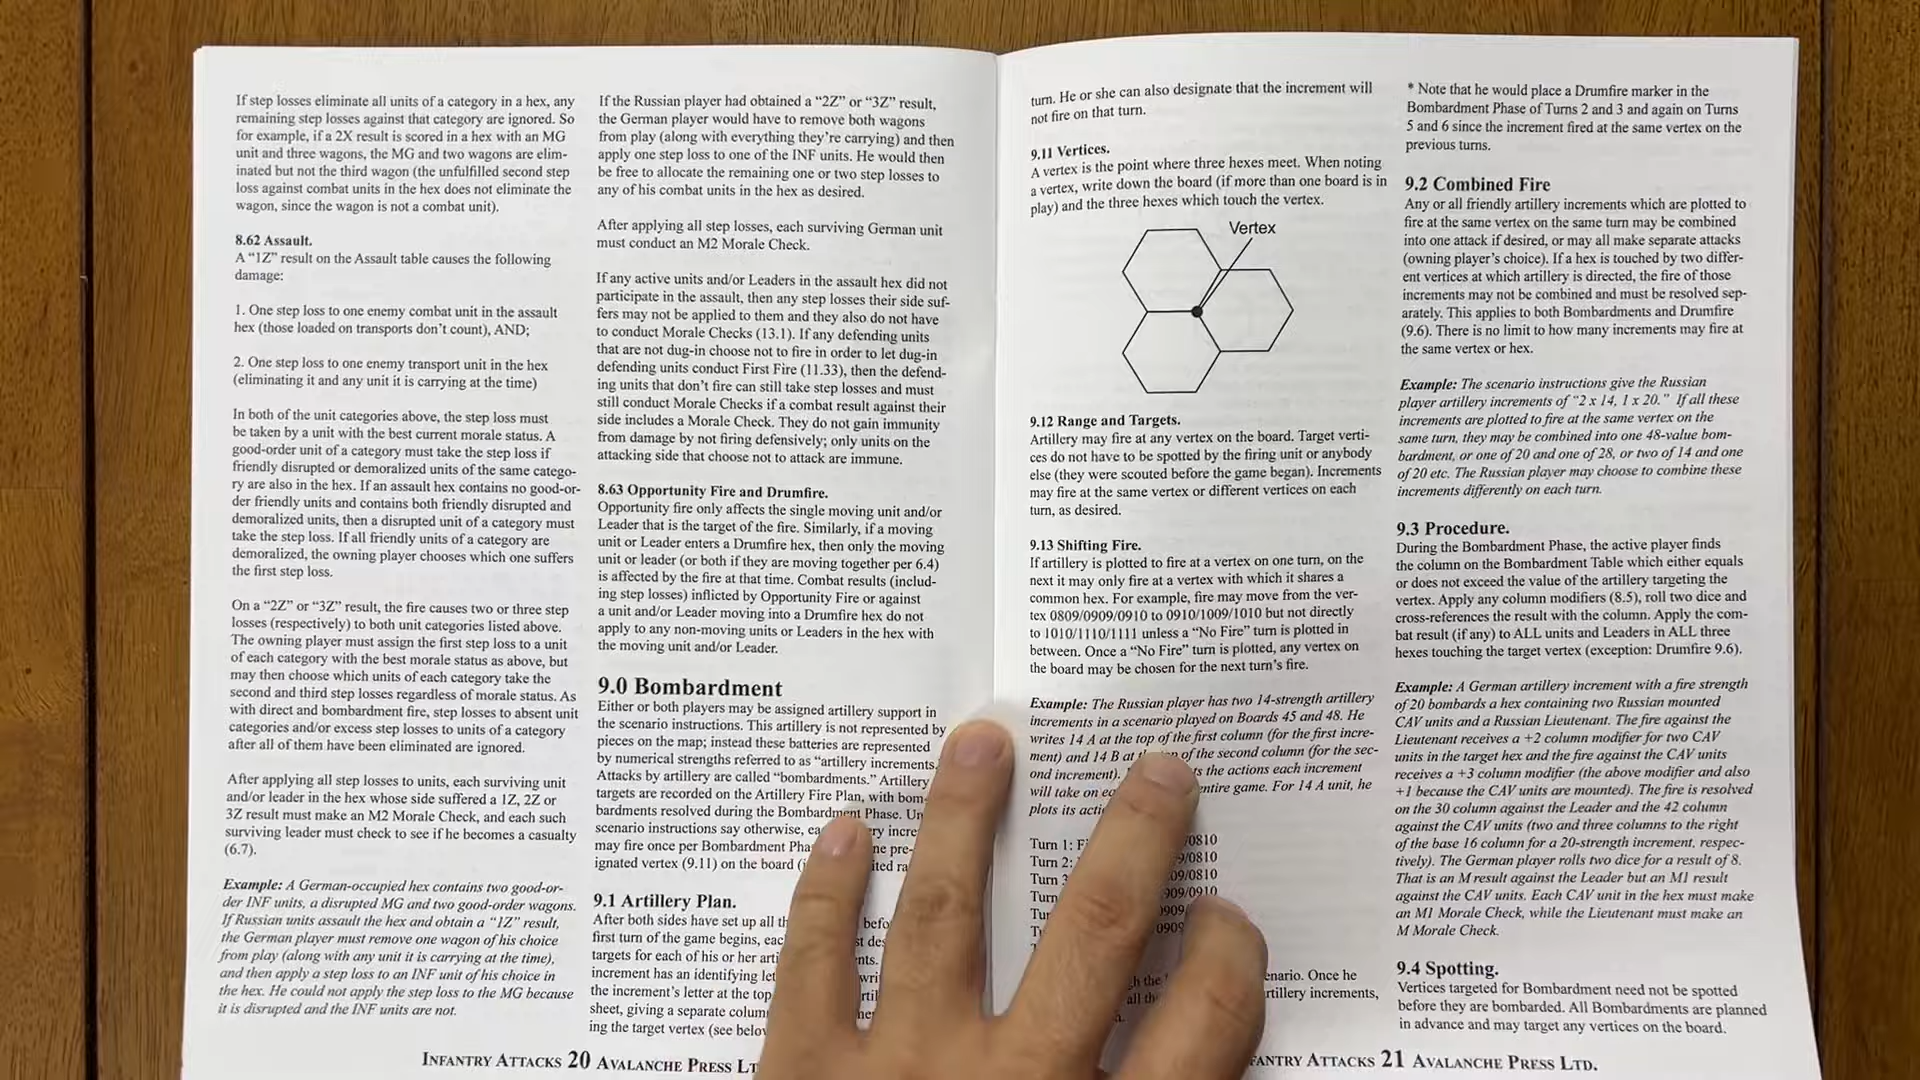 If step losses eliminate all units of a category in a hex, any
remaining step losses against that category are ignored. So
for example, if a 2X result is scored in a hex with an MG
unit and three wagons, the MG and two wagons are elim-
inated but not the third wagon (the unfulfilled second step
loss against combat units in the hex does not eliminate the
wagon, since the wagon is not a combat unit).
8.62 Assault.
A “1Z” result on the Assault table causes the following
damage:
1. One step loss to one enemy combat unit in the assault
hex (those loaded on transports don’t count), AND;
2. One step loss to one enemy transport unit in the hex
(eliminating it and any unit it is carrying at the time)
In both of the unit categories above, the step loss must
be taken by a unit with the best current morale status. A
good-order unit of a category must take the step loss if
friendly disrupted or demoralized units of the same catego-
ry are also in the hex. If an assault hex contains no good-or-
der friendly units and contains both friendly disrupted and
demoralized units, then a disrupted unit of a category must
take the step loss. If all friendly units of a category are
demoralized, the owning player chooses which one suffers
the first step loss.
On a “2Z” or “3Z” result, the fire causes two or three step
losses (respectively) to both unit categories listed above.
The owning player must assign the first step loss to a unit
of each category with the best morale status as above, but
may then choose which units of each category take the
second and third step losses regardless of morale status. As
with direct and bombardment fire, step losses to absent unit
categories and/or excess step losses to units of a category
after all of them have been eliminated are ignored.
After applying all step losses to units, each surviving unit
and/or leader in the hex whose side suffered a 1Z, 2Z or
3Z result must make an M2 Morale Check, and each such
surviving leader must check to see if he becomes a casualty
(6.7).
Example: A German-occupied hex contains two good-or-
der INF units, a disrupted MG and two good-order wagons.
If Russian units assault the hex and obtain a “1Z” result,
the German player must remove one wagon of his choice
from play (along with any unit it is carrying at the time),
and then apply a step loss to an INF unit of his choice in
the hex. He could not apply the step loss to the MG because
it is disrupted and the INF units are not.
If the Russian player had obtained a “2Z” or “3Z” result,
the German player would have to remove both wagons
from play (along with everything they’re carrying) and then
apply one step loss to one of the INF units. He would then
be free to allocate the remaining one or two step losses to
any of his combat units in the hex as desired.
After applying all step losses, each surviving German unit
must conduct an M2 Morale Check.
If any active units and/or Leaders in the assault hex did not
participate in the assault, then any step losses their side suf-
fers may not be applied to them and they also do not have
to conduct Morale Checks (13.1). If any defending units
that are not dug-in choose not to fire in order to let dug-in
defending units conduct First Fire (11.33), then the defend-
ing units that don’t fire can still take step losses and must
still conduct Morale Checks if a combat result against their
side includes a Morale Check. They do not gain immunity
from damage by not firing defensively; only units on the
attacking side that choose not to attack are immune.
8.63 Opportunity Fire and Drumfire.
Opportunity fire only affects the single moving unit and/or
Leader that is the target of the fire. Similarly, if a moving
unit or Leader enters a Drumfire hex, then only the moving
unit or leader (or both if they are moving together per 6.4)
is affected by the fire at that time. Combat results (includ-
ing step losses) inflicted by Opportunity Fire or against
a unit and/or Leader moving into a Drumfire hex do not
apply to any non-moving units or Leaders in the hex with
the moving unit and/or Leader.
9.0 Bombardment
Either or both players may be assigned artillery support in
the scenario instructions. This artillery is not represented by
pieces on the map; instead these batteries are represented
by numerical strengths referred to as “artillery increments.
Attacks by artillery are called “bombardments.” Artillery
targets are recorded on the Artillery Fire Plan, with bom-
bardments resolved during the Bombardment Phase. Un
scenario instructions say otherwise, ea ry incre
may fire once per Bombardment Pha ne pre-
ignated vertex (9.11) on the board ( ited ra
9.1 Artillery Plan.
After both sides have set up all th befo
first turn of the game begins, eac st des
targets for each of his or her arti nts.
increment has an identifying let wri
the increment’s letter at the top rtil
sheet, giving a separate colum ne
ing the target vertex (see belov
INFANTRY ATTACKS 20 AVALANCHE PRESS LT
turn. He or she can also designate that the increment will
not fire on that turn.
9.11 Vertices.
A vertex is the point where three hexes meet. When noting
a vertex, write down the board (if more than one board is in
play) and the three hexes which touch the vertex.
Vertex
9.12 Range and Targets.
Artillery may fire at any vertex on the board. Target verti-
ces do not have to be spotted by the firing unit or anybody
else (they were scouted before the game began). Increments
may fire at the same vertex or different vertices on each
turn, as desired.
9.13 Shifting Fire.
If artillery is plotted to fire at a vertex on one turn, on the
next it may only fire at a vertex with which it shares a
common hex. For example, fire may move from the ver-
tex 0809/0909/0910 to 0910/1009/1010 but not directly
to 1010/1110/1111 unless a “No Fire” turn is plotted in
between. Once a “No Fire” turn is plotted, any vertex on
the board may be chosen for the next turn’s fire.
Example: The Russian player has two 14-strength artillery
increments in a scenario played on Boards 45 and 48. He
writes 14 A at the top of the first column (for the first incre-
ment) and 14 B at of the second column (for the sec-
ond increment). ts the actions each increment
will take on ea entire game. For 14 A unit, he
plots its acti
Turn 1: Fi /0810
Turn 2: 9/0810
Turn 3 09/0810
Turn 909/0910
Tur 0909/
T 0909
gh the enario. Once he
all th rtillery increments,
ANTRY ATTACKS 21 AVALANCHE PRESS LTD.
* Note that he would place a Drumfire marker in the
Bombardment Phase of Turns 2 and 3 and again on Turns
5 and 6 since the increment fired at the same vertex on the
previous turns.
9.2 Combined Fire
Any or all friendly artillery increments which are plotted to
fire at the same vertex on the same turn may be combined
into one attack if desired, or may all make separate attacks
(owning player’s choice). If a hex is touched by two differ-
ent vertices at which artillery is directed, the fire of those
increments may not be combined and must be resolved sep-
arately. This applies to both Bombardments and Drumfire
(9.6). There is no limit to how many increments may fire at
the same vertex or hex.
Example: The scenario instructions give the Russian
player artillery increments of “2 x 14, 1 x 20.” If all these
increments are plotted to fire at the same vertex on the
same turn, they may be combined into one 48-value bom-
bardment, or one of 20 and one of 28, or two of 14 and one
of 20 etc. The Russian player may choose to combine these
increments differently on each turn.
9.3 Procedure.
During the Bombardment Phase, the active player finds
the column on the Bombardment Table which either equals
or does not exceed the value of the artillery targeting the
vertex. Apply any column modifiers (8.5), roll two dice and
cross-references the result with the column. Apply the com-
bat result (if any) to ALL units and Leaders in ALL three
hexes touching the target vertex (exception: Drumfire 9.6).
Example: A German artillery increment with a fire strength
of 20 bombards a hex containing two Russian mounted
CAV units and a Russian Lieutenant. The fire against the
Lieutenant receives a +2 column modifier for two CAV
units in the target hex and the fire against the CAV units
receives a +3 column modifier (the above modifier and also
+1 because the CAV units are mounted). The fire is resolved
on the 30 column against the Leader and the 42 column
against the CAV units (two and three columns to the right
of the base 16 column for a 20-strength increment, respec-
tively). The German player rolls two dice for a result of 8.
That is an M result against the Leader but an M1 result
against the CAV units. Each CAV unit in the hex must make
an M1 Morale Check, while the Lieutenant must make an
M Morale Check.
9.4 Spotting.
Vertices targeted for Bombardment need not be spotted
before they are bombarded. All Bombardments are planned
in advance and may target any vertices on the board.